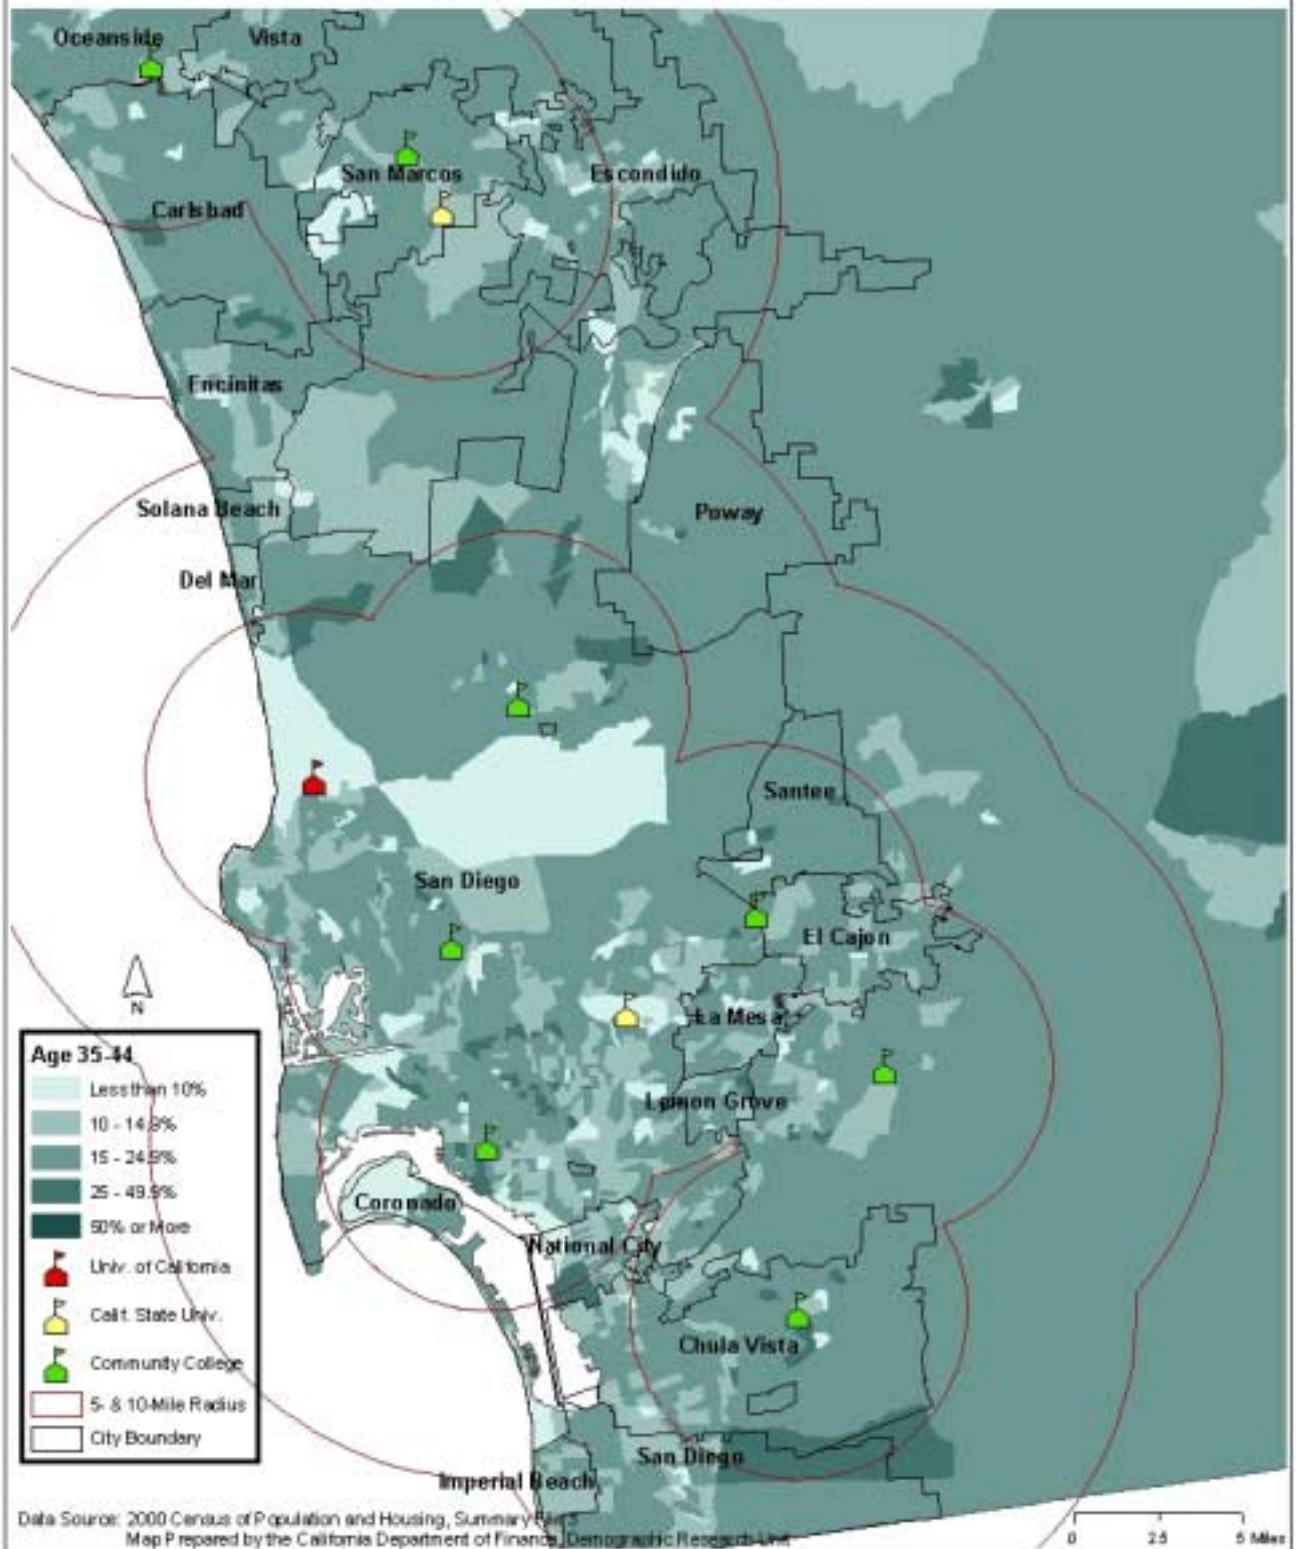 Oceanside
Vista
San Marcos
Escondido
Carlsbad
Encinitas
Solana Beach
Poway
Del Mar
Santee
San Diego
El Cajon
N
La Mesa
Lemon Grove
Coronado
National City
Chula Vista
San Diego
Imperial Beach
Age 35-44
Less than 10%
10 - 14.9%
15 - 24.9%
25 - 49.9%
50% or More
Univ. of California
Calif. State Univ.
Community College
5- & 10-Mile Radius
City Boundary
Data Source: 2000 Census of Population and Housing, Summary File 3
Map Prepared by the California Department of Finance, Demographic Research Unit
0 2.5 5 Miles